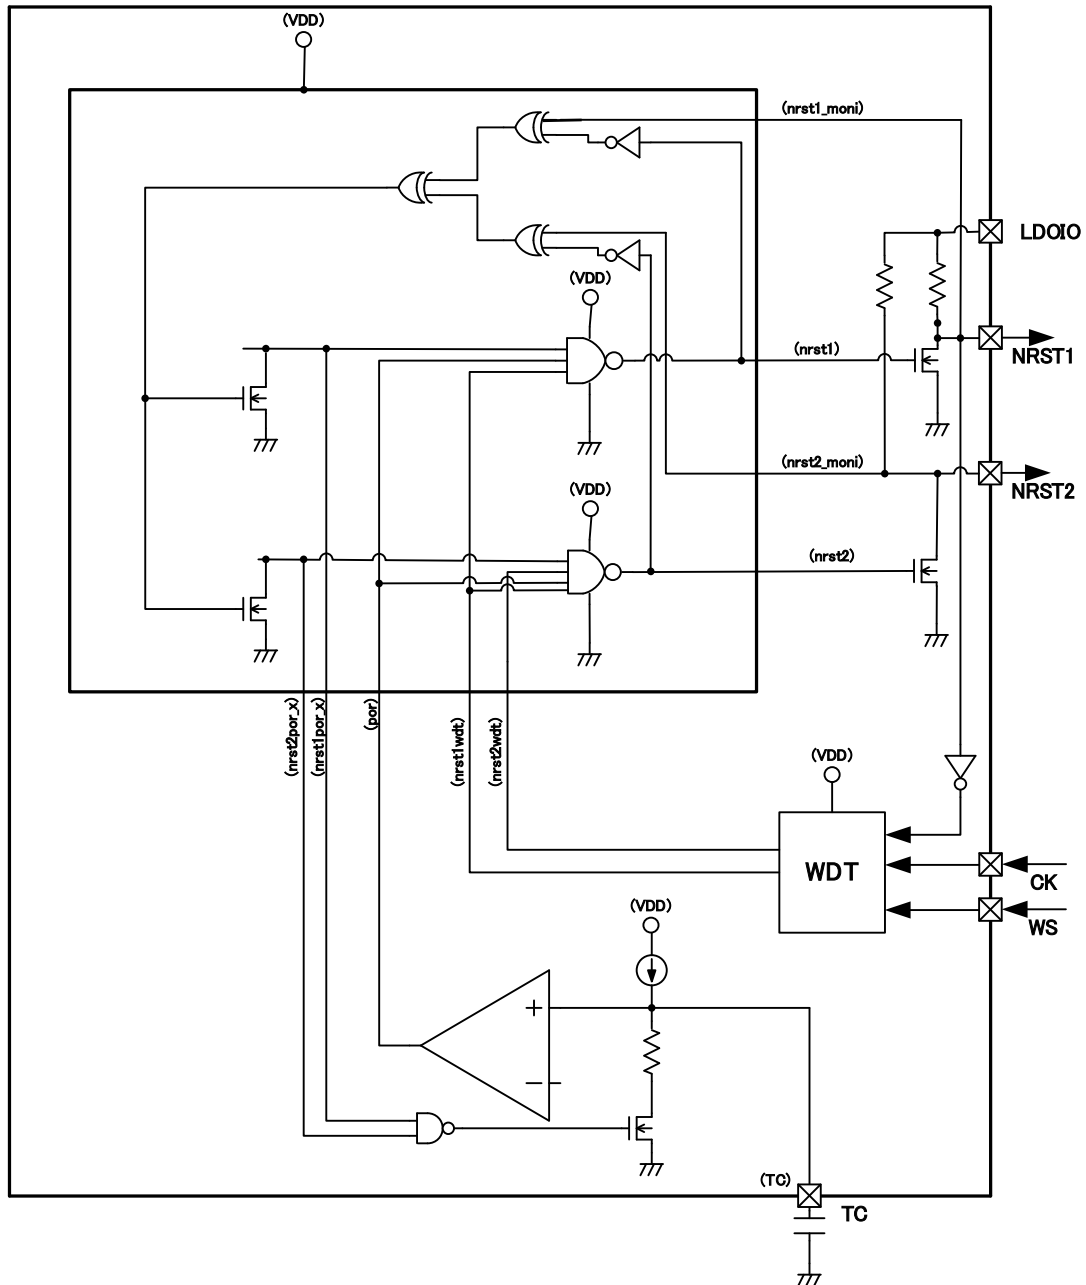 (VDD)
(nrst1_moni)
LDOIO
(VDD)
(nrst1)
NRST1
(nrst2_moni)
(VDD)
NRST2
(nrst2)
(nrst2por_x)
(nrst1por_x)
(por)
(nrst1wdt)
(nrst2wdt)
(VDD)
WDT
CK
(VDD)
WS
+
−
(TC)
TC